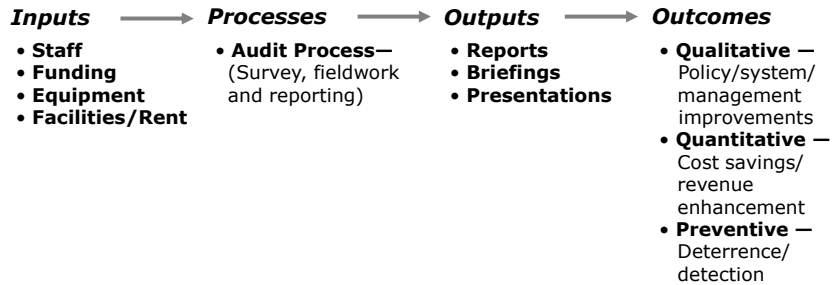 Inputs Processes Outputs Outcomes
• Staff
• Funding
• Equipment
• Facilities/Rent
• Audit Process—
(Survey, fieldwork
and reporting)
• Reports
• Briefings
• Presentations
• Qualitative —
Policy/system/
management
improvements
• Quantitative —
Cost savings/
revenue
enhancement
• Preventive —
Deterrence/
detection